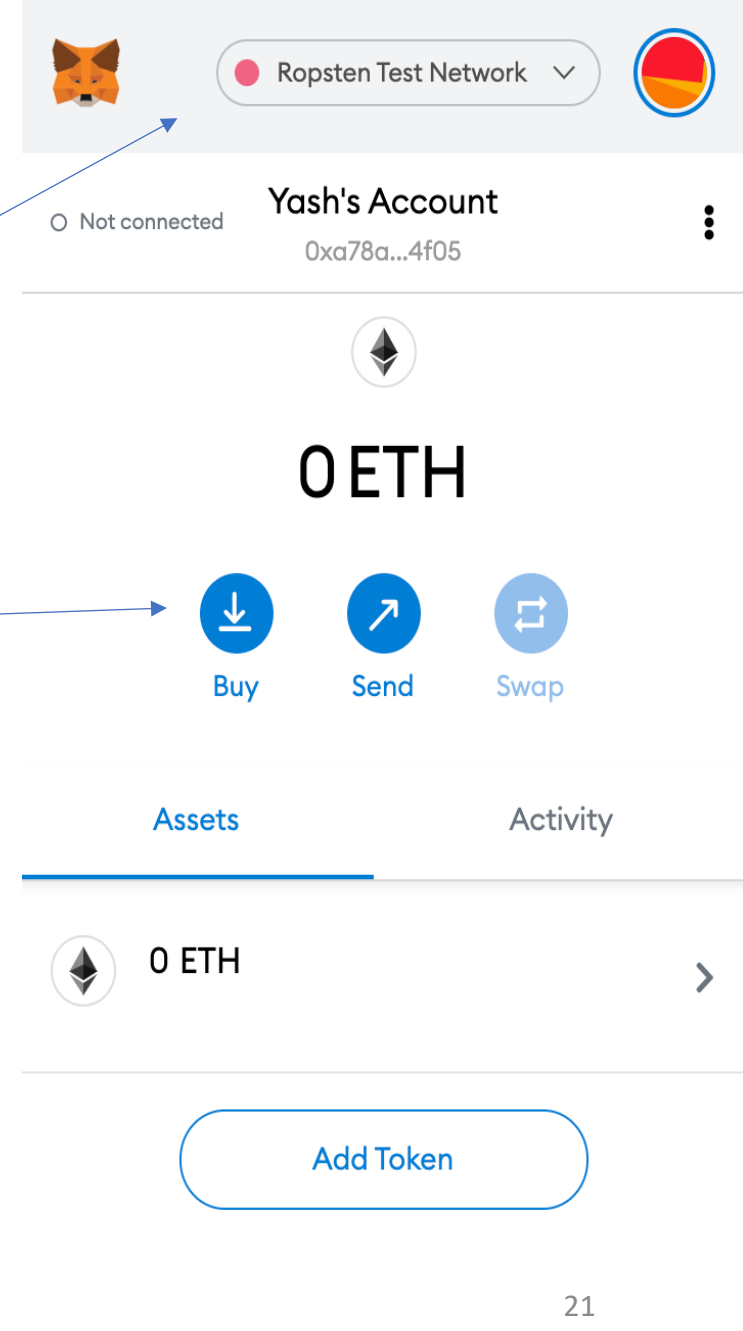 Ropsten Test Network
Not connected
Yash's Account
0xa78a...4f05
0 ETH
Buy
Send
Swap
Assets
Activity
0 ETH
Add Token
21